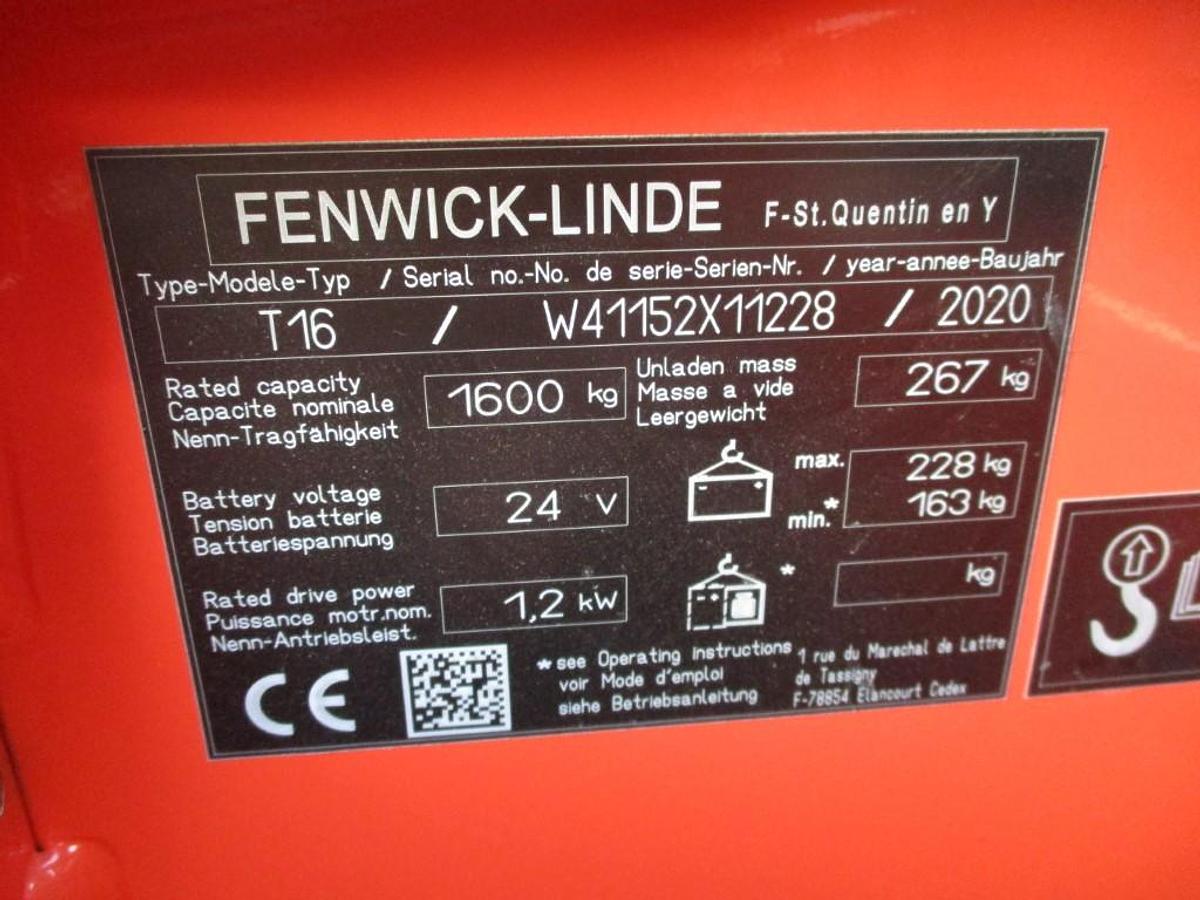 FENWICK-LINDE F-St.Quentin en Y
Type-Modele-Typ / Serial no.-No. de serie-Serien-Nr. / year-annee-Baujahr
T16 / W41152X11228 / 2020
Rated capacity
Capacite nominale
Nenn-Tragfähigkeit
1600 kg
Unladen mass
Masse a vide
Leergewicht
267 kg
Battery voltage
Tension batterie
Batteriespannung
24 V
max. 228 kg
min.* 163 kg
Rated drive power
Puissance motr.nom.
Nenn-Antriebsleist.
1,2 kW
* kg
CE
*see Operating instructions
voir Mode d'emploi
siehe Betriebsanleitung
1 rue du Marechal de Lattre
de Tassigny
F-78854 Elancourt Cedex